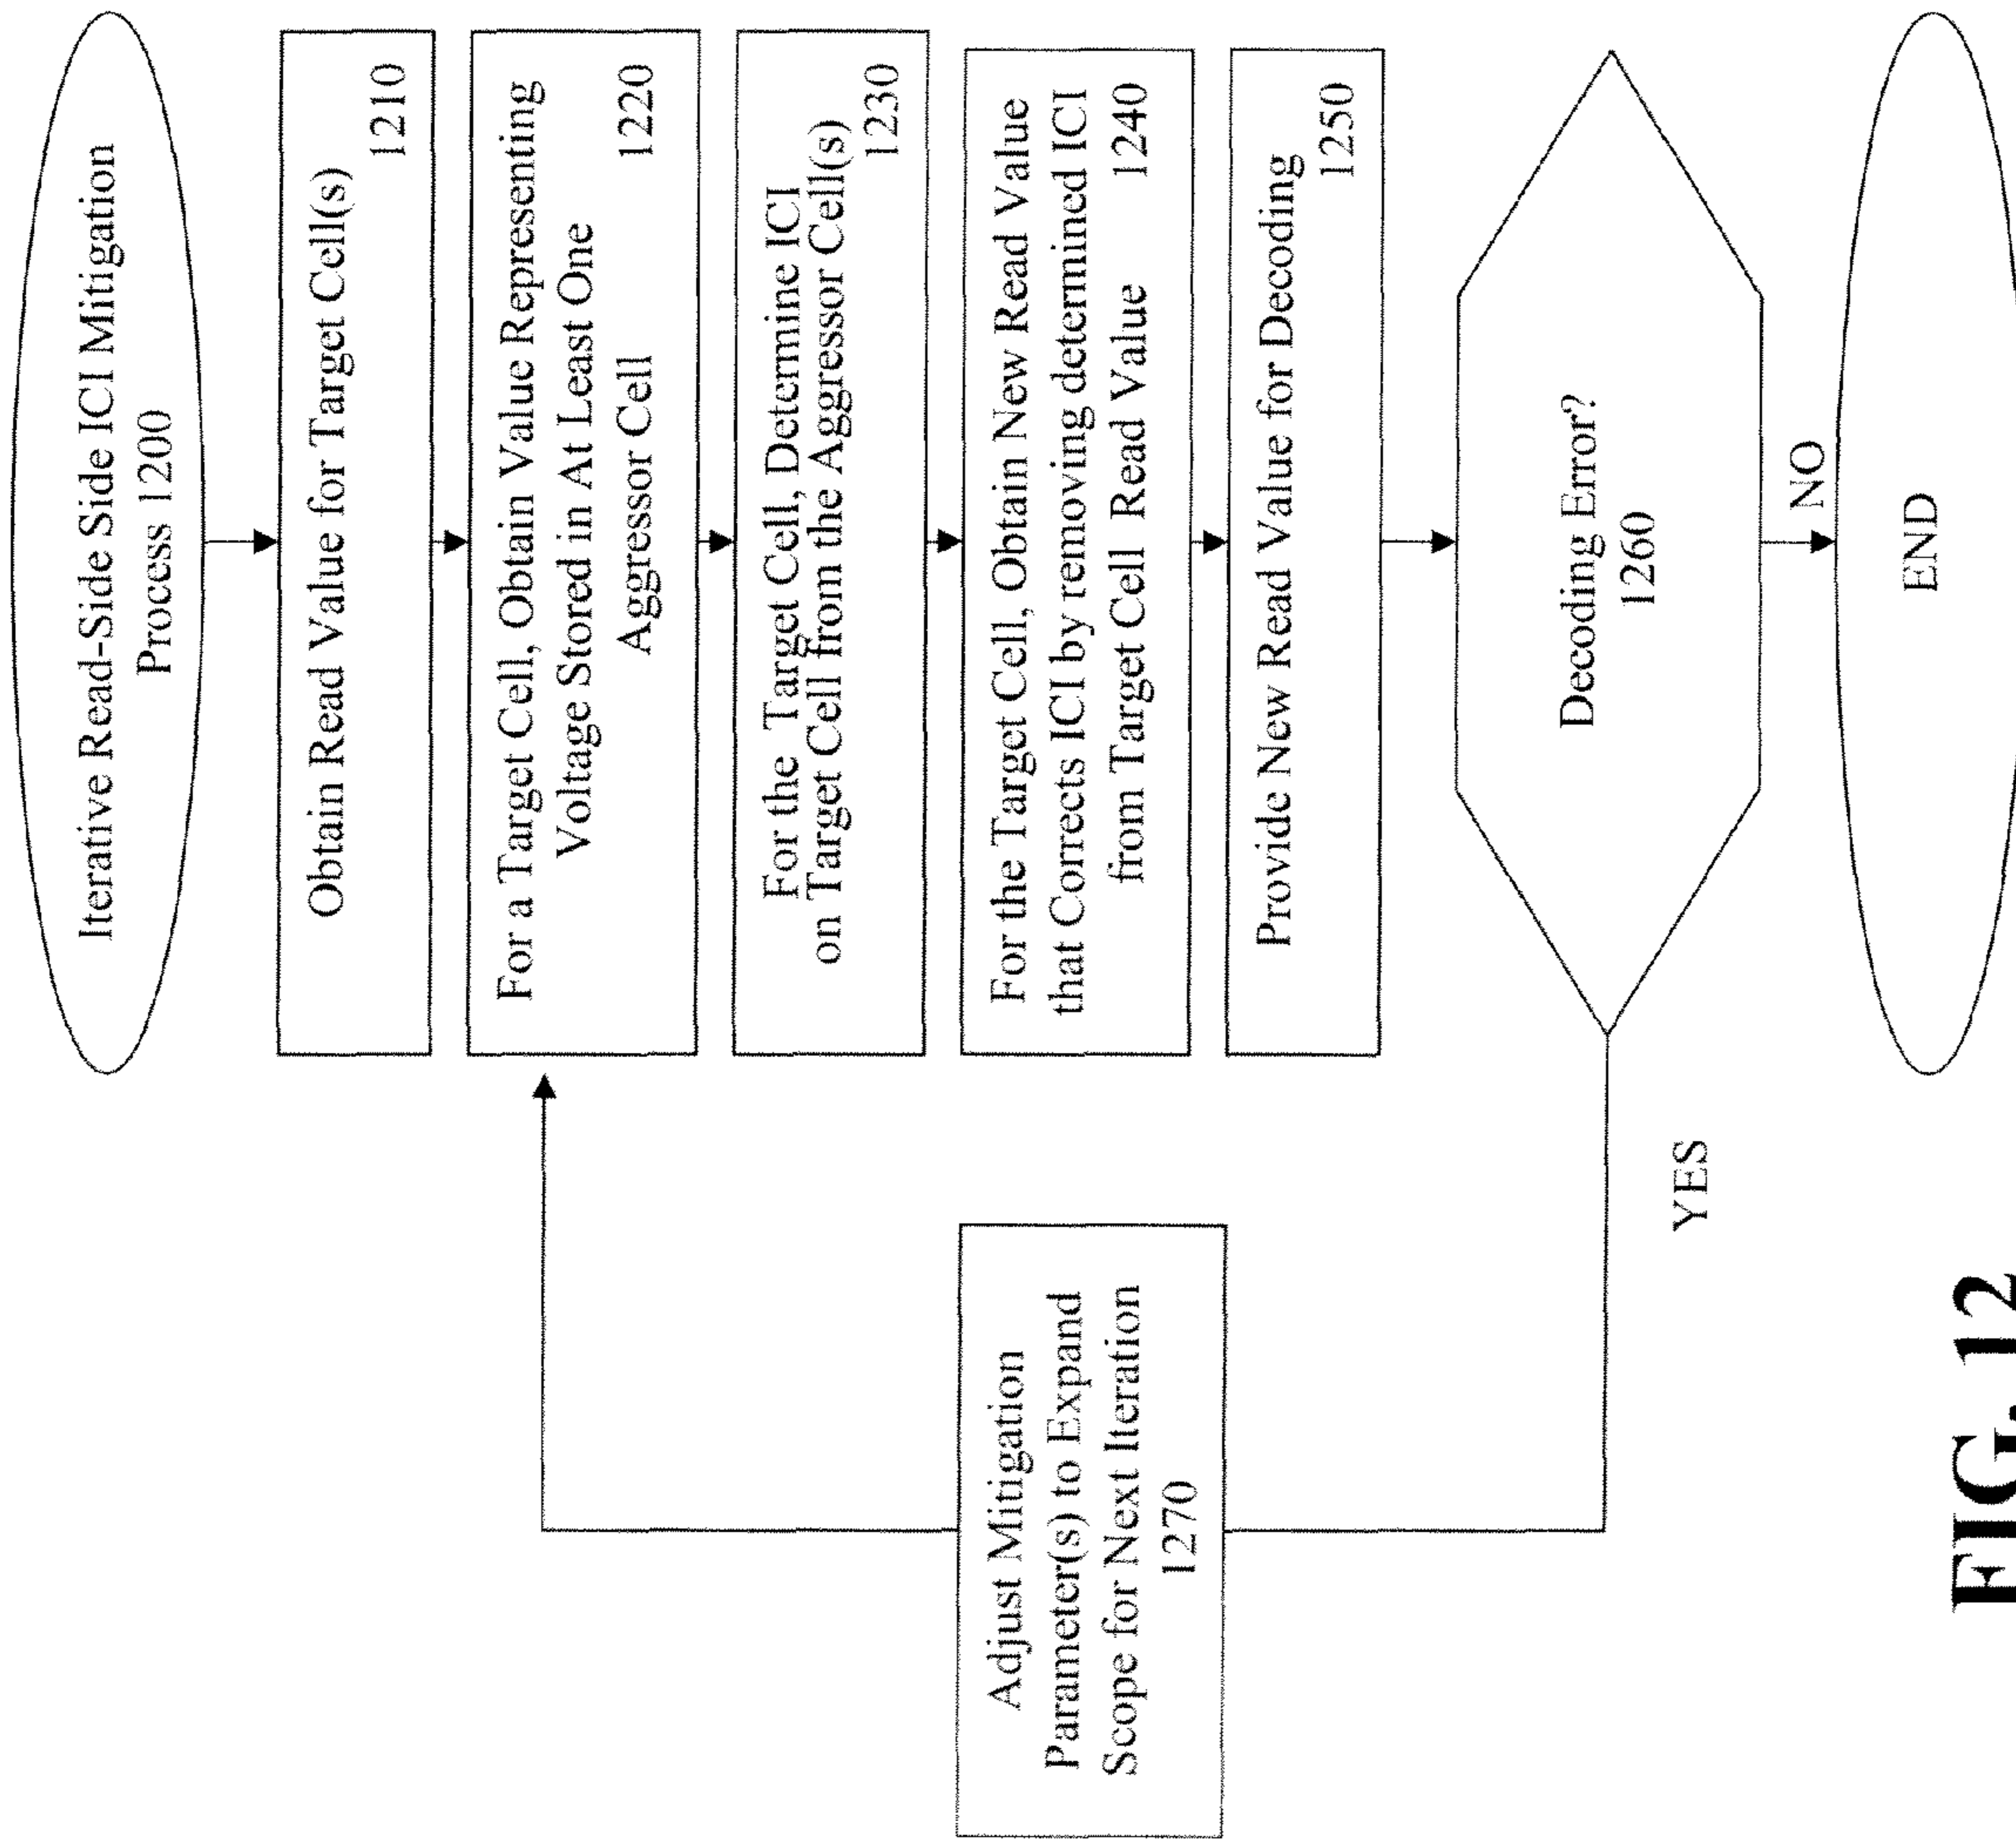 Iterative Read-Side Side ICI Mitigation
Process 1200
Obtain Read Value for Target Cell(s)
1210
For a Target Cell, Obtain Value Representing
Voltage Stored in At Least One
1220
Aggressor Cell
For the Target Cell, Determine ICI
on Target Cell from the Aggressor Cell(s)
1230
For the Target Cell, Obtain New Read Value
that Corrects ICI by removing determined ICI
from Target Cell Read Value 1240
Provide New Read Value for Decoding
1250
Decoding Error?
1260
NO
END
YES
Adjust Mitigation
Parameter(s) to Expand
Scope for Next Iteration
1270
FIG. 12